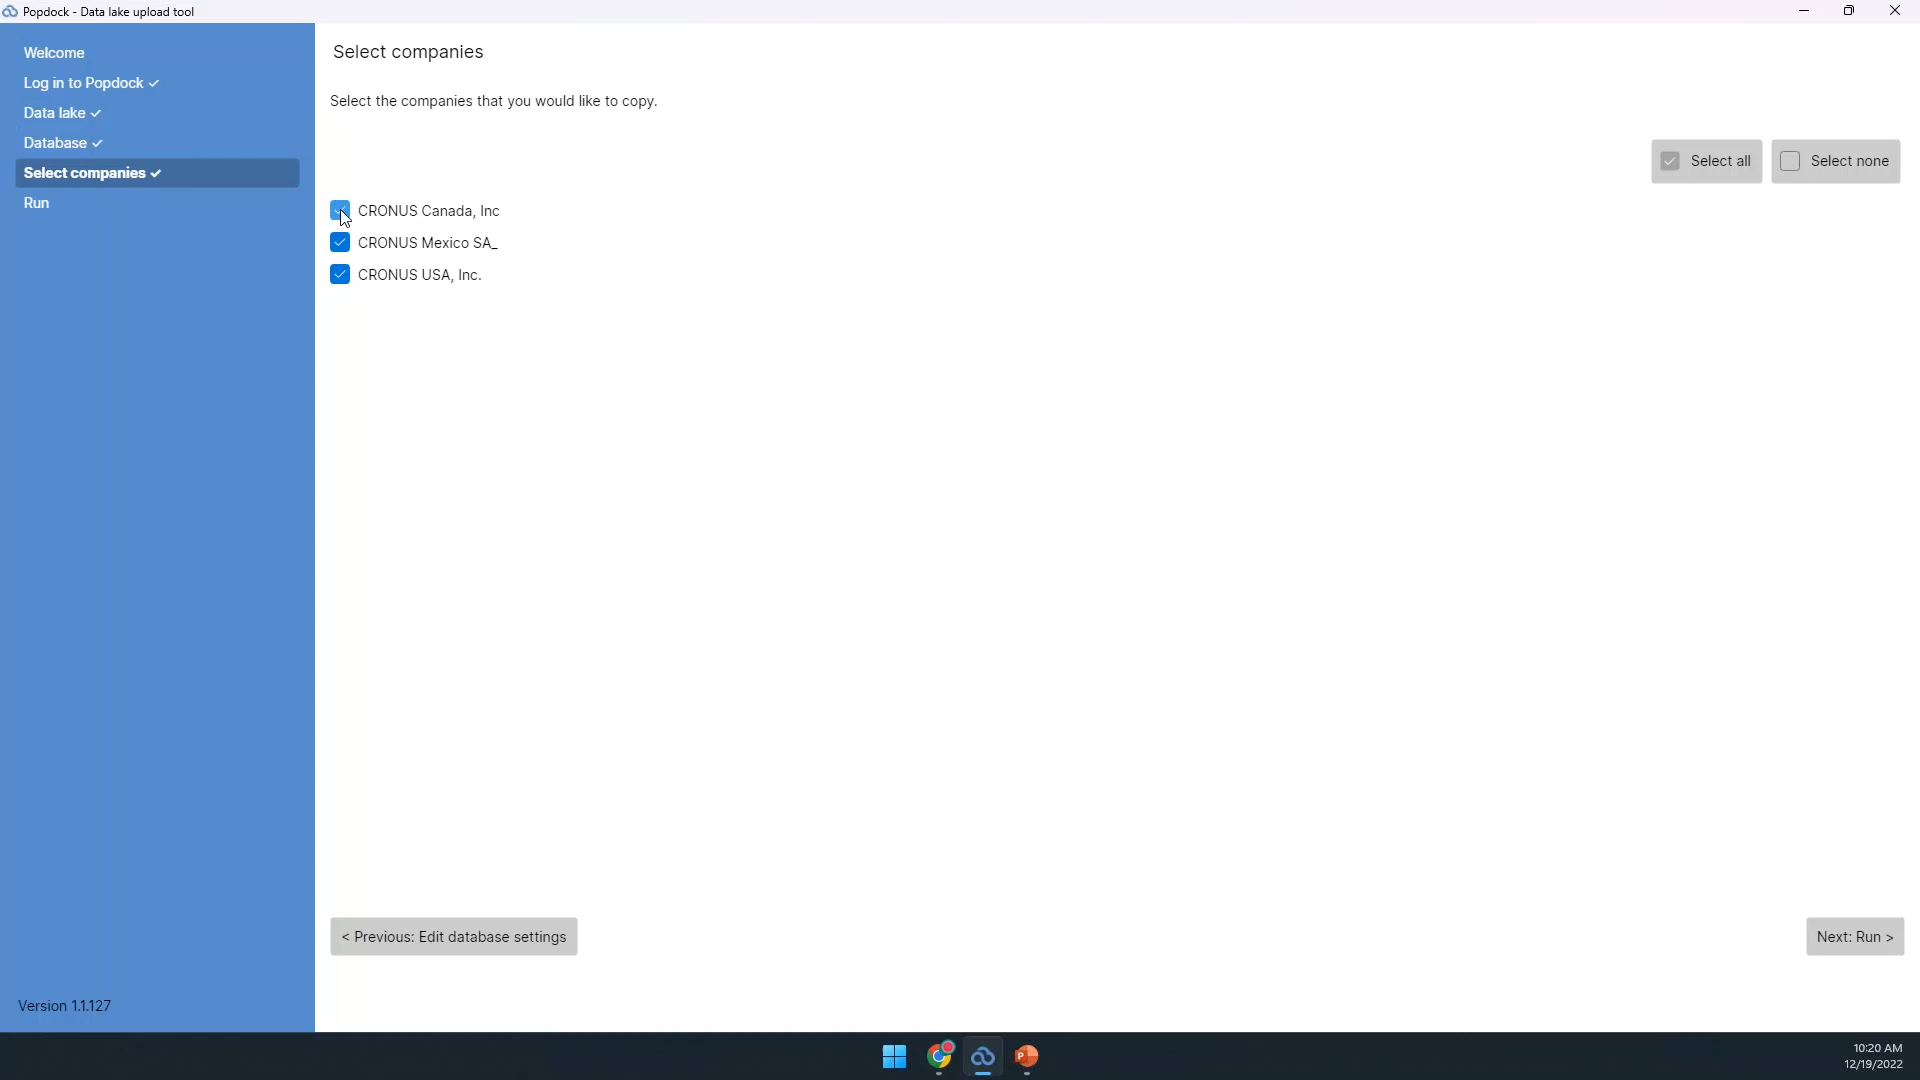 Popdock - Data lake upload tool
Welcome
Log in to Popdock
Data lake
Database
Select companies
Run
Version 1.1.127
Select companies
Select the companies that you would like to copy.
Select all
Select none
CRONUS Canada, Inc
CRONUS Mexico SA_
CRONUS USA, Inc.
< Previous: Edit database settings
Next: Run >
P
10:20 AM
12/19/2022